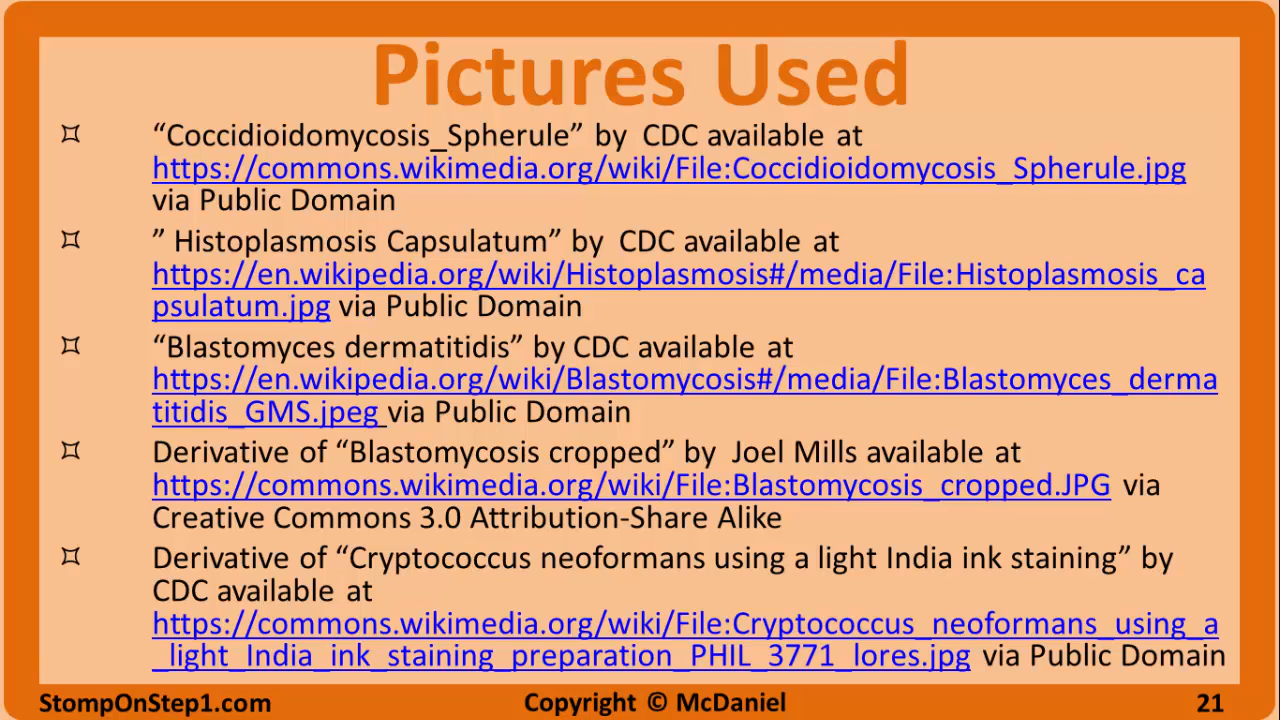 Pictures Used
¤ “Coccidioidomycosis_Spherule” by CDC available at
https://commons.wikimedia.org/wiki/File:Coccidioidomycosis_Spherule.jpg
via Public Domain
¤ ” Histoplasmosis Capsulatum” by CDC available at
https://en.wikipedia.org/wiki/Histoplasmosis#/media/File:Histoplasmosis_ca
psulatum.jpg via Public Domain
¤ “Blastomyces dermatitidis” by CDC available at
https://en.wikipedia.org/wiki/Blastomycosis#/media/File:Blastomyces_derma
titidis_GMS.jpeg via Public Domain
¤ Derivative of “Blastomycosis cropped” by Joel Mills available at
https://commons.wikimedia.org/wiki/File:Blastomycosis_cropped.JPG via
Creative Commons 3.0 Attribution-Share Alike
¤ Derivative of “Cryptococcus neoformans using a light India ink staining” by
CDC available at
https://commons.wikimedia.org/wiki/File:Cryptococcus_neoformans_using_a
_light_India_ink_staining_preparation_PHIL_3771_lores.jpg via Public Domain
StompOnStep1.com Copyright © McDaniel 21